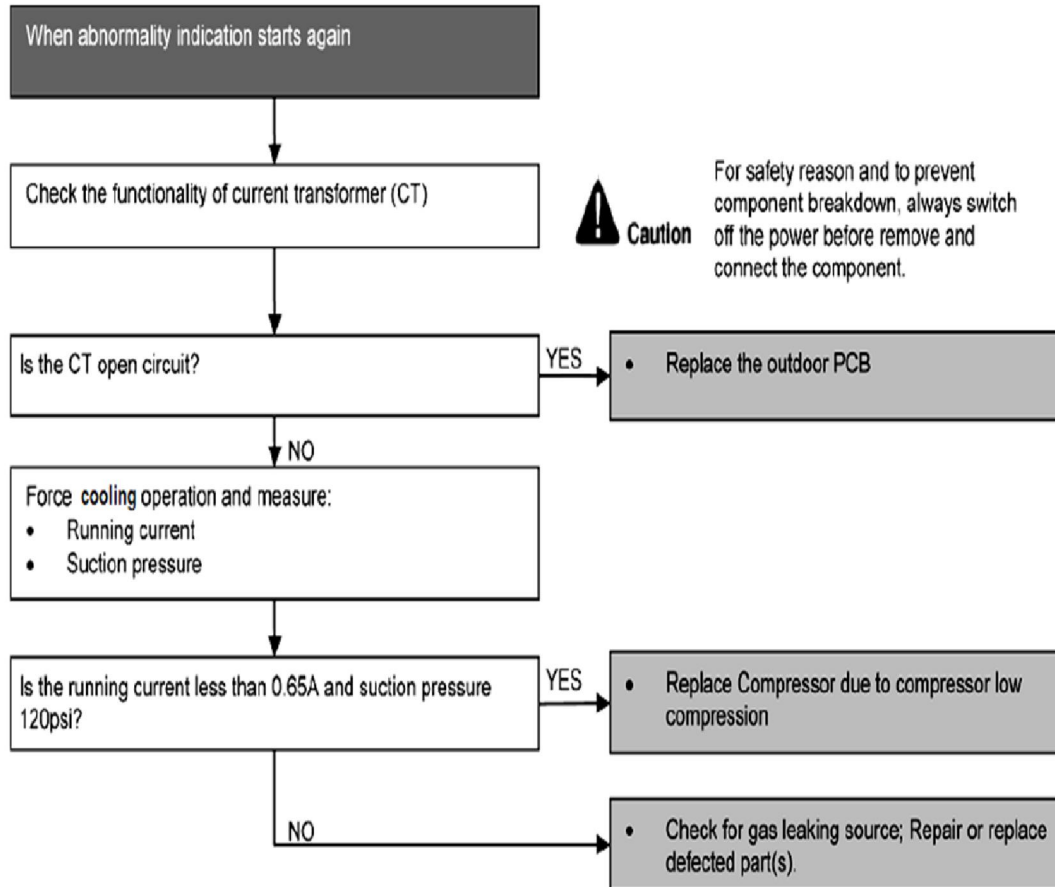 When abnormality indication starts again
Check the functionality of current transformer (CT)
Caution
For safety reason and to prevent
component breakdown, always switch
off the power before remove and
connect the component.
Is the CT open circuit?
YES
• Replace the outdoor PCB
NO
Force cooling operation and measure:
• Running current
• Suction pressure
Is the running current less than 0.65A and suction pressure
120psi?
YES
• Replace Compressor due to compressor low
compression
NO
• Check for gas leaking source; Repair or replace
defected part(s).